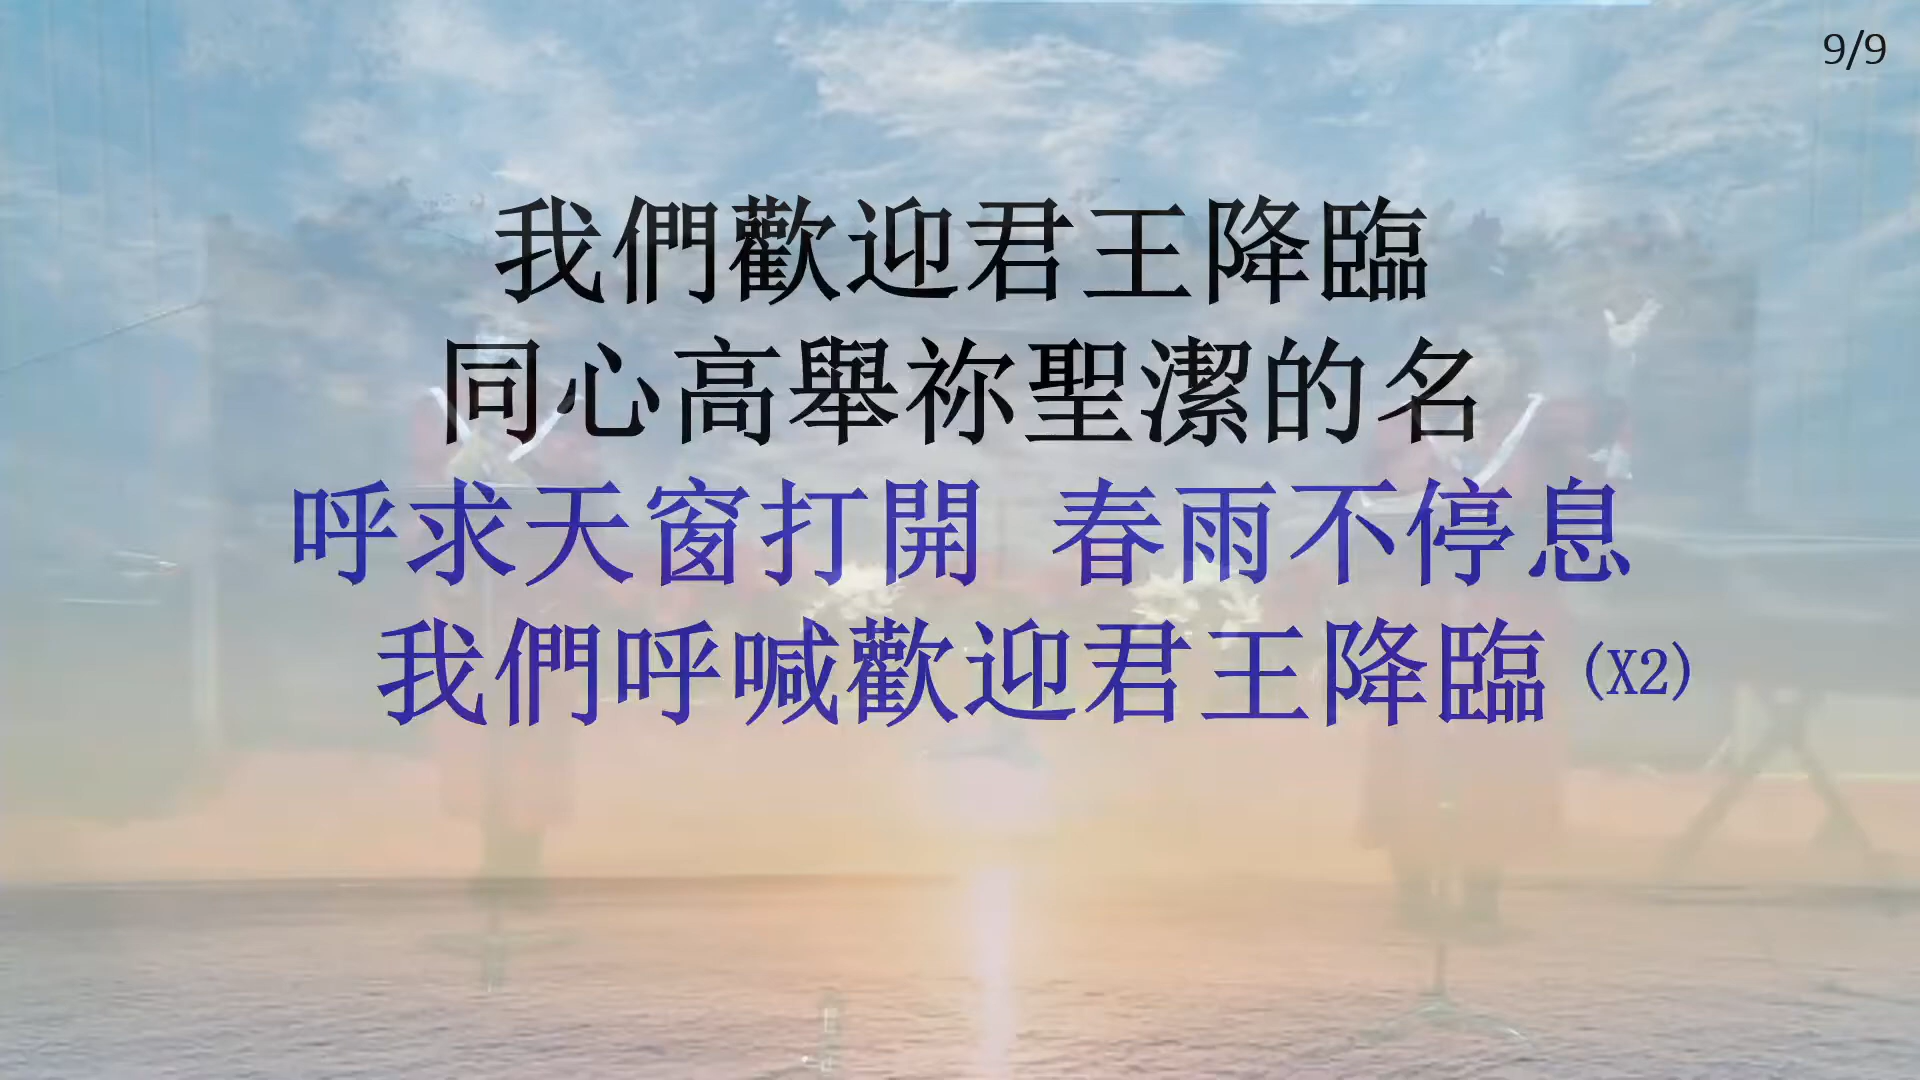 9/9
我們歡迎君王降臨
同心高舉祢聖潔的名
呼求天窗打開 春雨不停息
我們呼喊歡迎君王降臨 (X2)